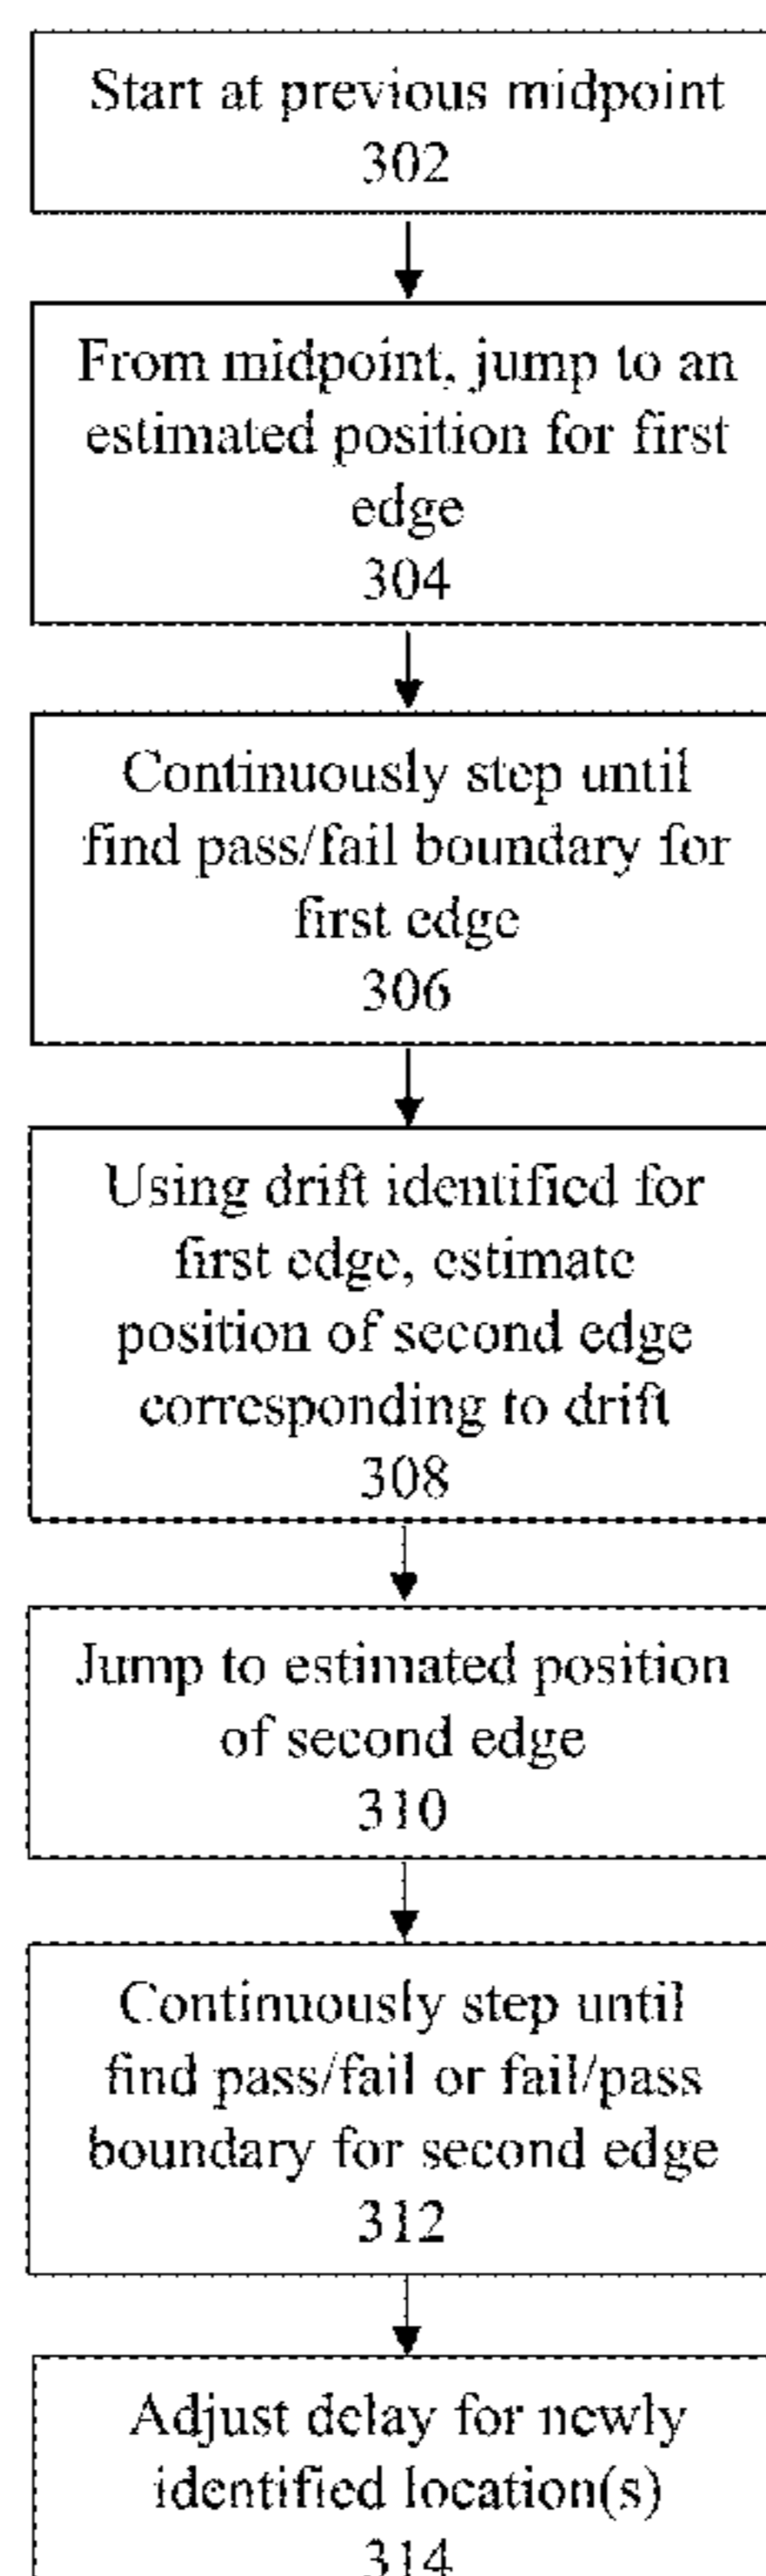 Start at previous midpoint
302
From midpoint, jump to an
estimated position for first
edge
304
Continuously step until
find pass/fail boundary for
first edge
306
Using drift identified for
first edge, estimate
position of second edge
corresponding to drift
308
Jump to estimated position
of second edge
310
Continuously step until
find pass/fail or fail/pass
boundary for second edge
312
Adjust delay for newly
identified location(s)
314